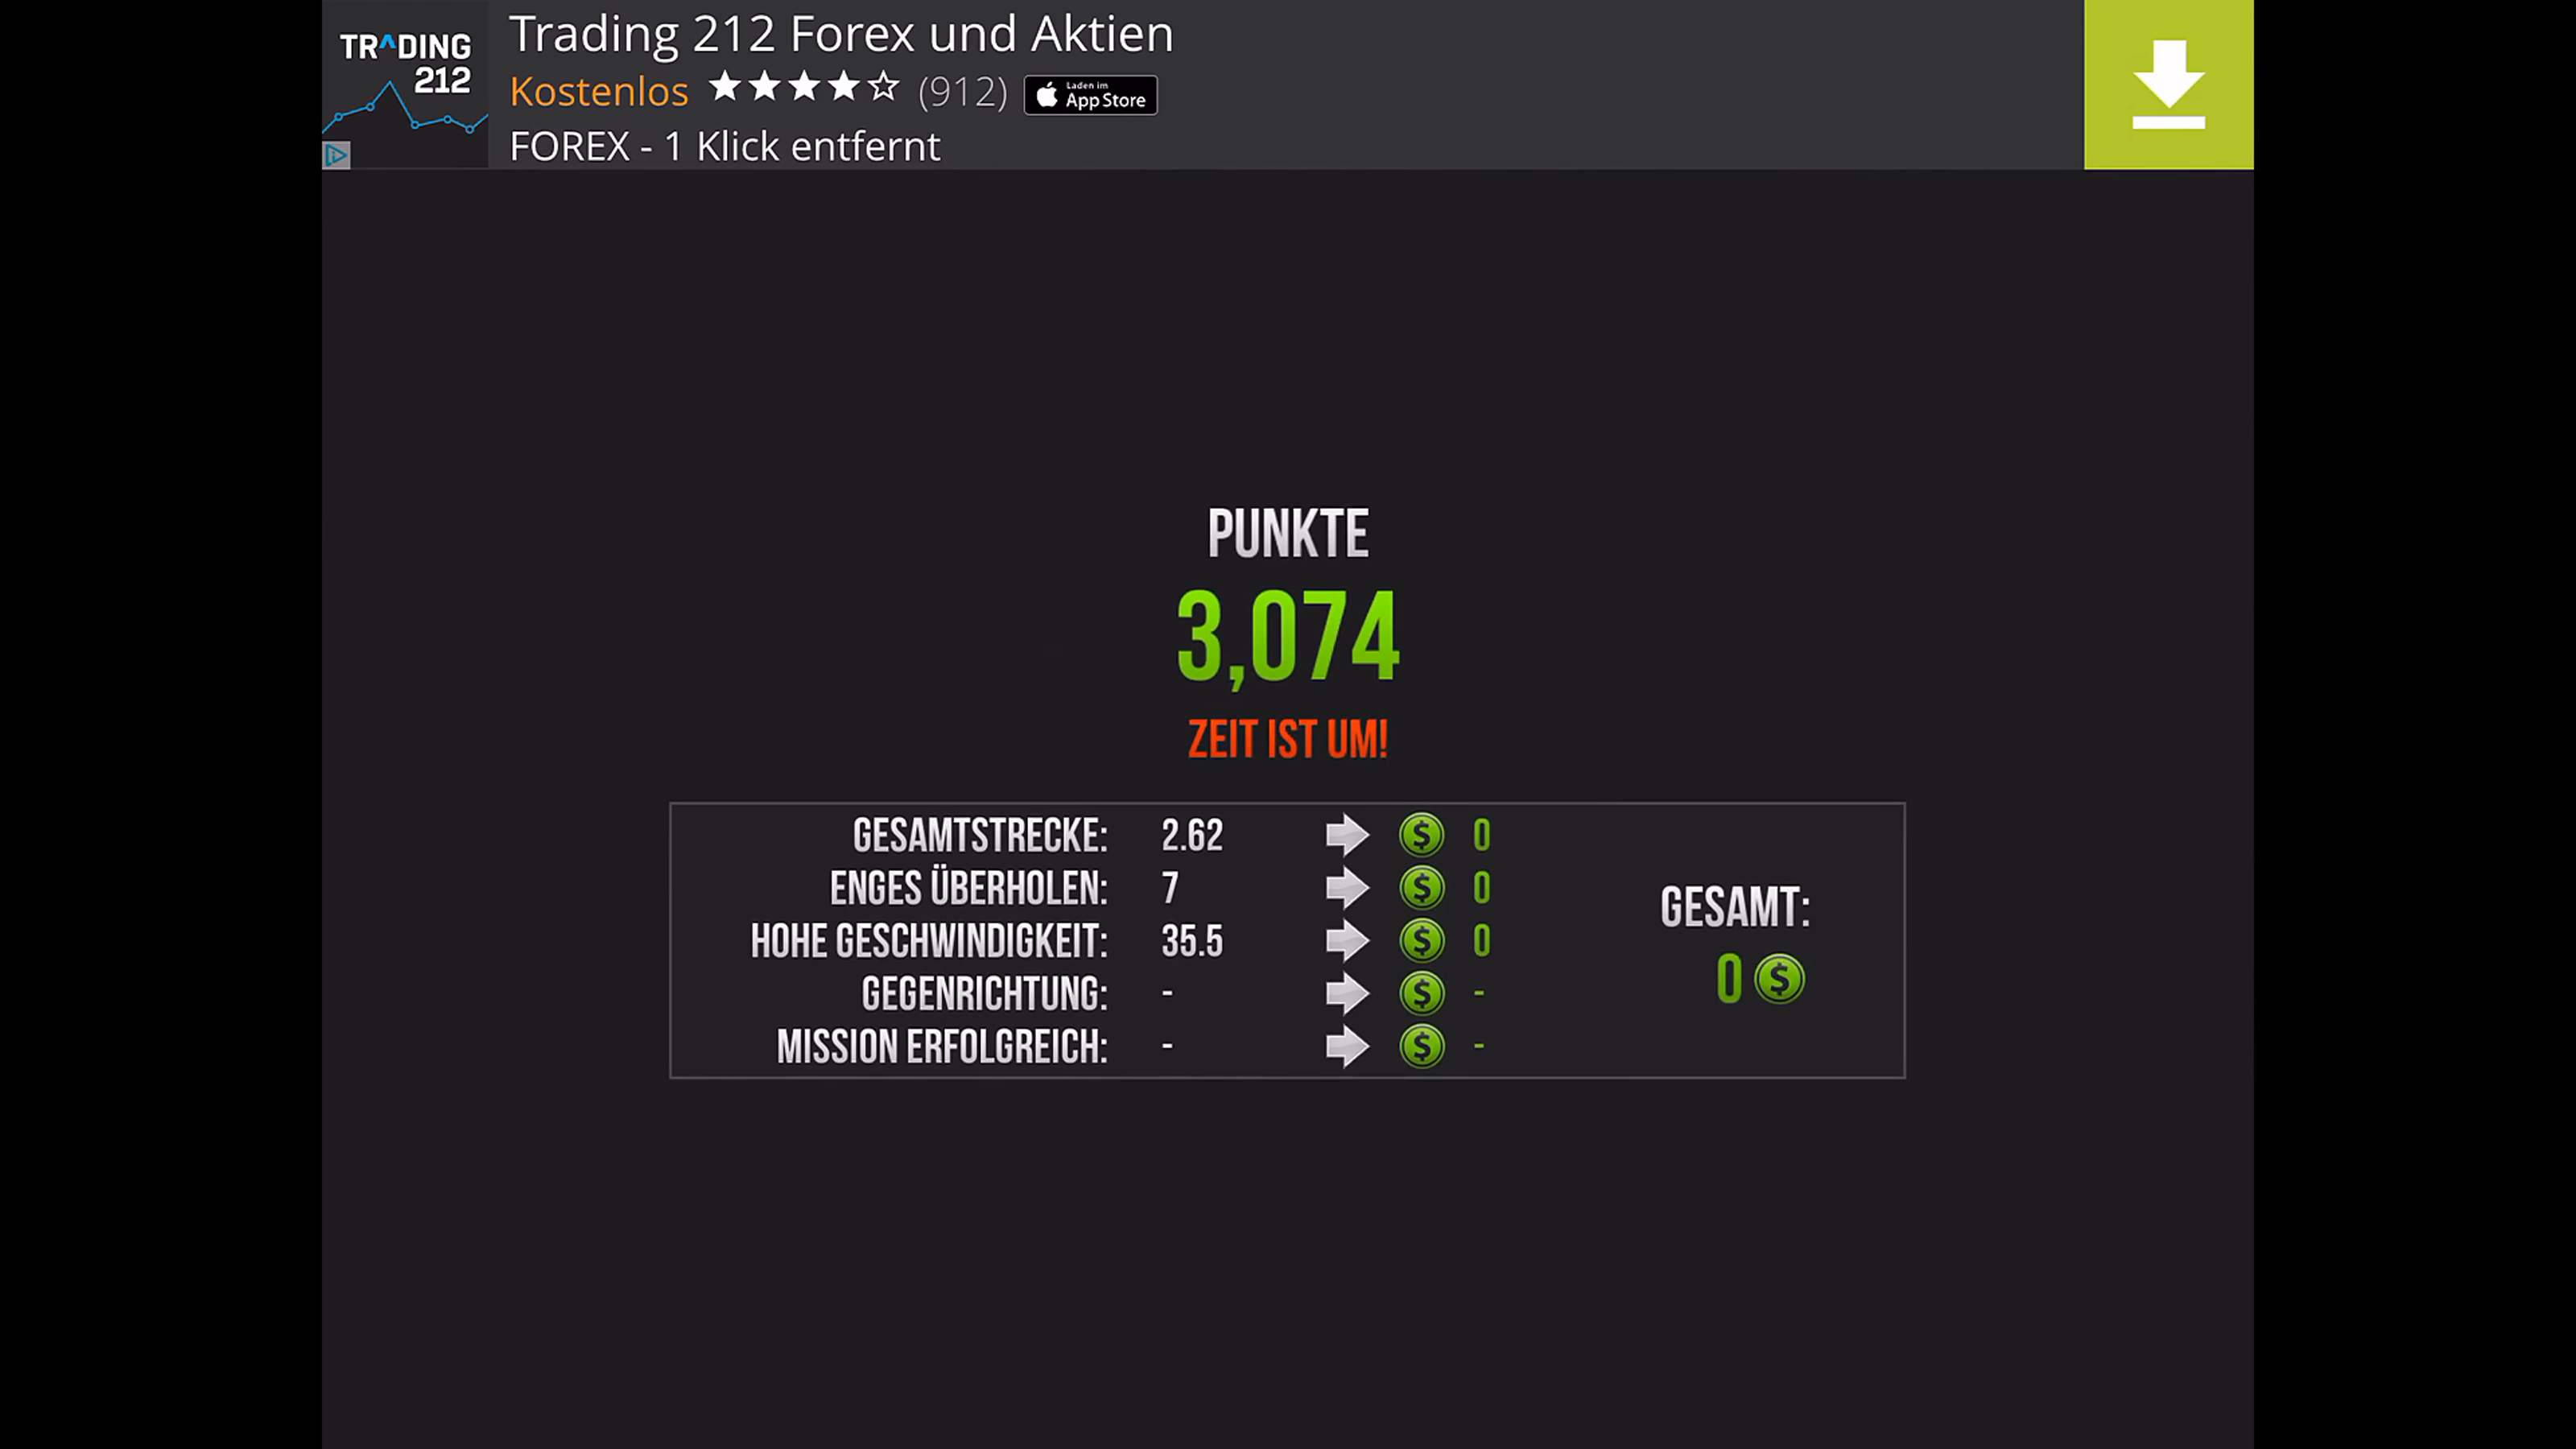 TRADING
212
Trading 212 Forex und Aktien
Kostenlos ★★★★☆ (912) Laden im App Store
FOREX - 1 Klick entfernt
PUNKTE
3,074
ZEIT IST UM!
GESAMTSTRECKE: 2.62 $ 0
ENGES ÜBERHOLEN: 7 $ 0
HOHE GESCHWINDIGKEIT: 35.5 $ 0
GEGENRICHTUNG: - $ -
MISSION ERFOLGREICH: - $ -
GESAMT:
0 $